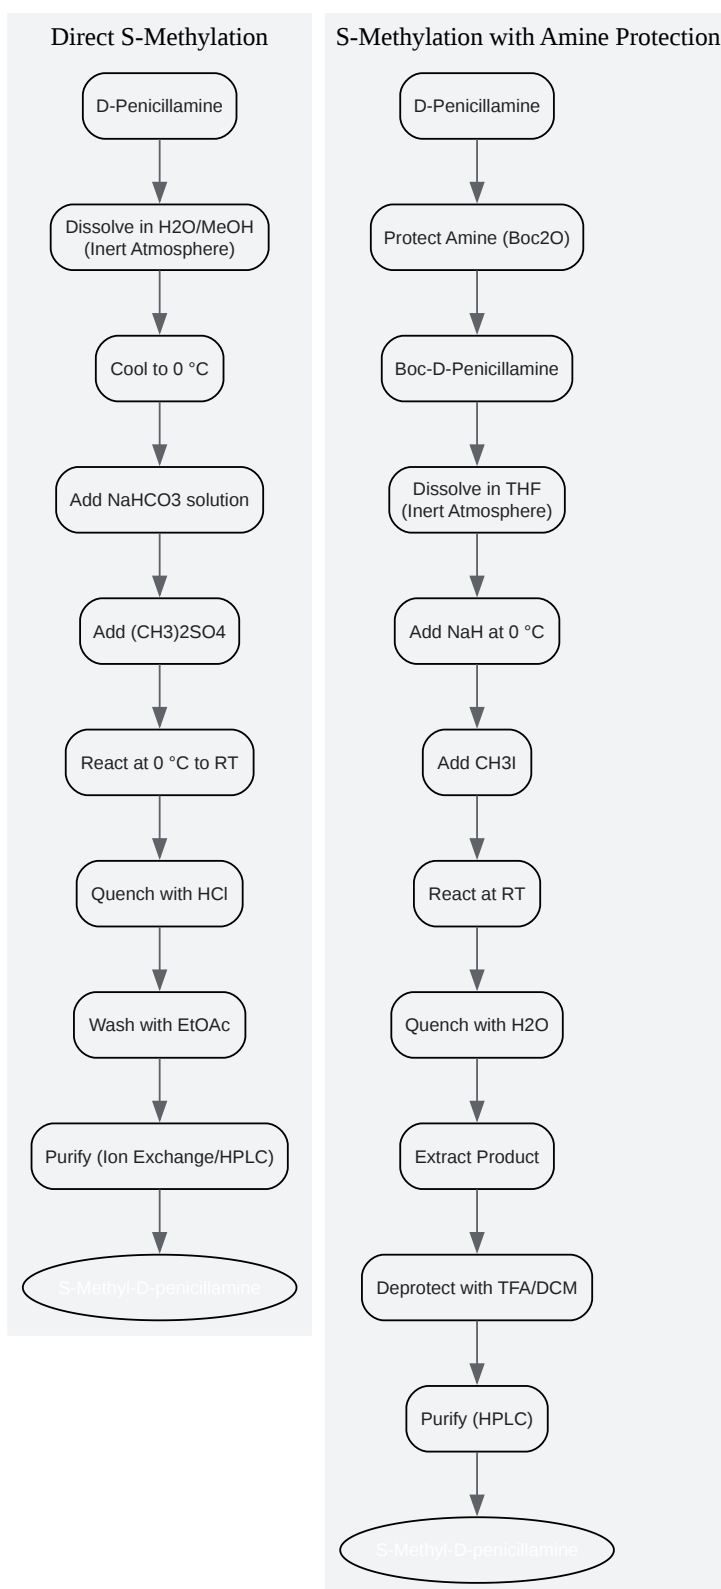 Direct S-Methylation
D-Penicillamine
Dissolve in H2O/MeOH
(Inert Atmosphere)
Cool to 0 °C
Add NaHCO3 solution
Add (CH3)2SO4
React at 0 °C to RT
Quench with HCl
Wash with EtOAc
Purify (Ion Exchange/HPLC)
S-Methyl-D-penicillamine
S-Methylation with Amine Protection
D-Penicillamine
Protect Amine (Boc2O)
Boc-D-Penicillamine
Dissolve in THF
(Inert Atmosphere)
Add NaH at 0 °C
Add CH3I
React at RT
Quench with H2O
Extract Product
Deprotect with TFA/DCM
Purify (HPLC)
S-Methyl-D-penicillamine